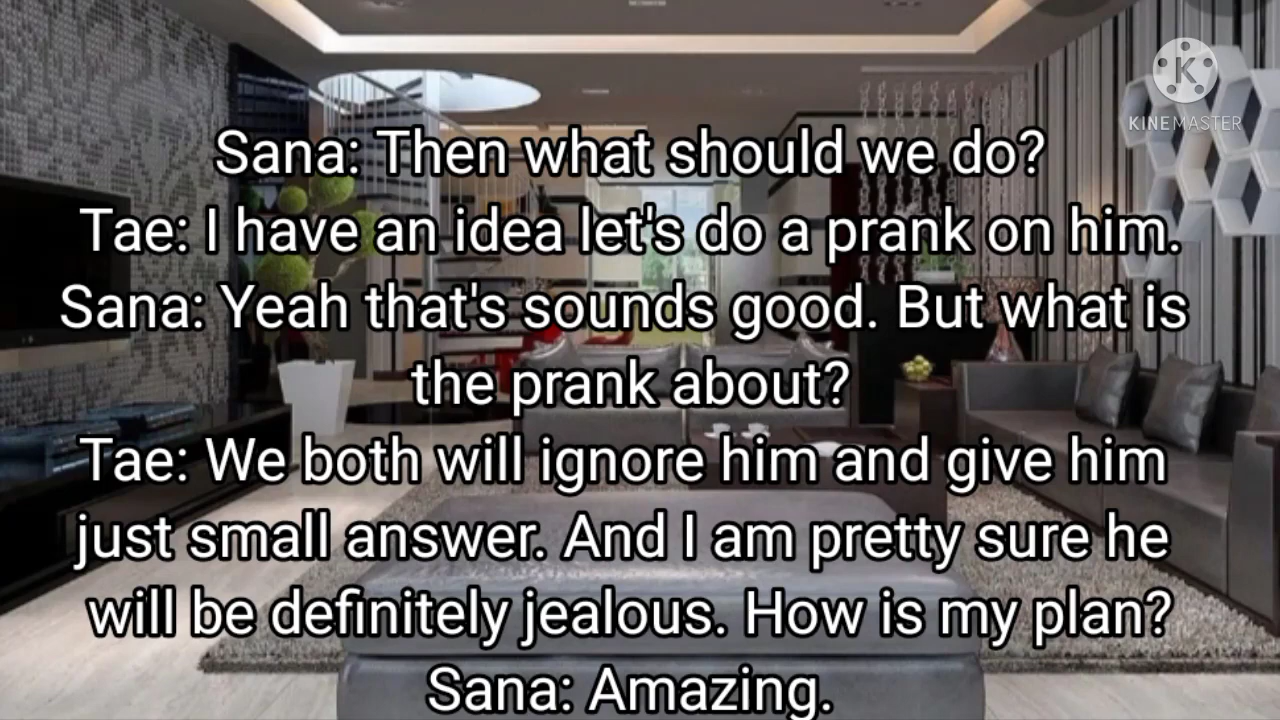 K
KINEMASTER
Sana: Then what should we do?
Tae: I have an idea let's do a prank on him.
Sana: Yeah that's sounds good. But what is
the prank about?
Tae: We both will ignore him and give him
just small answer. And I am pretty sure he
will be definitely jealous. How is my plan?
Sana: Amazing.